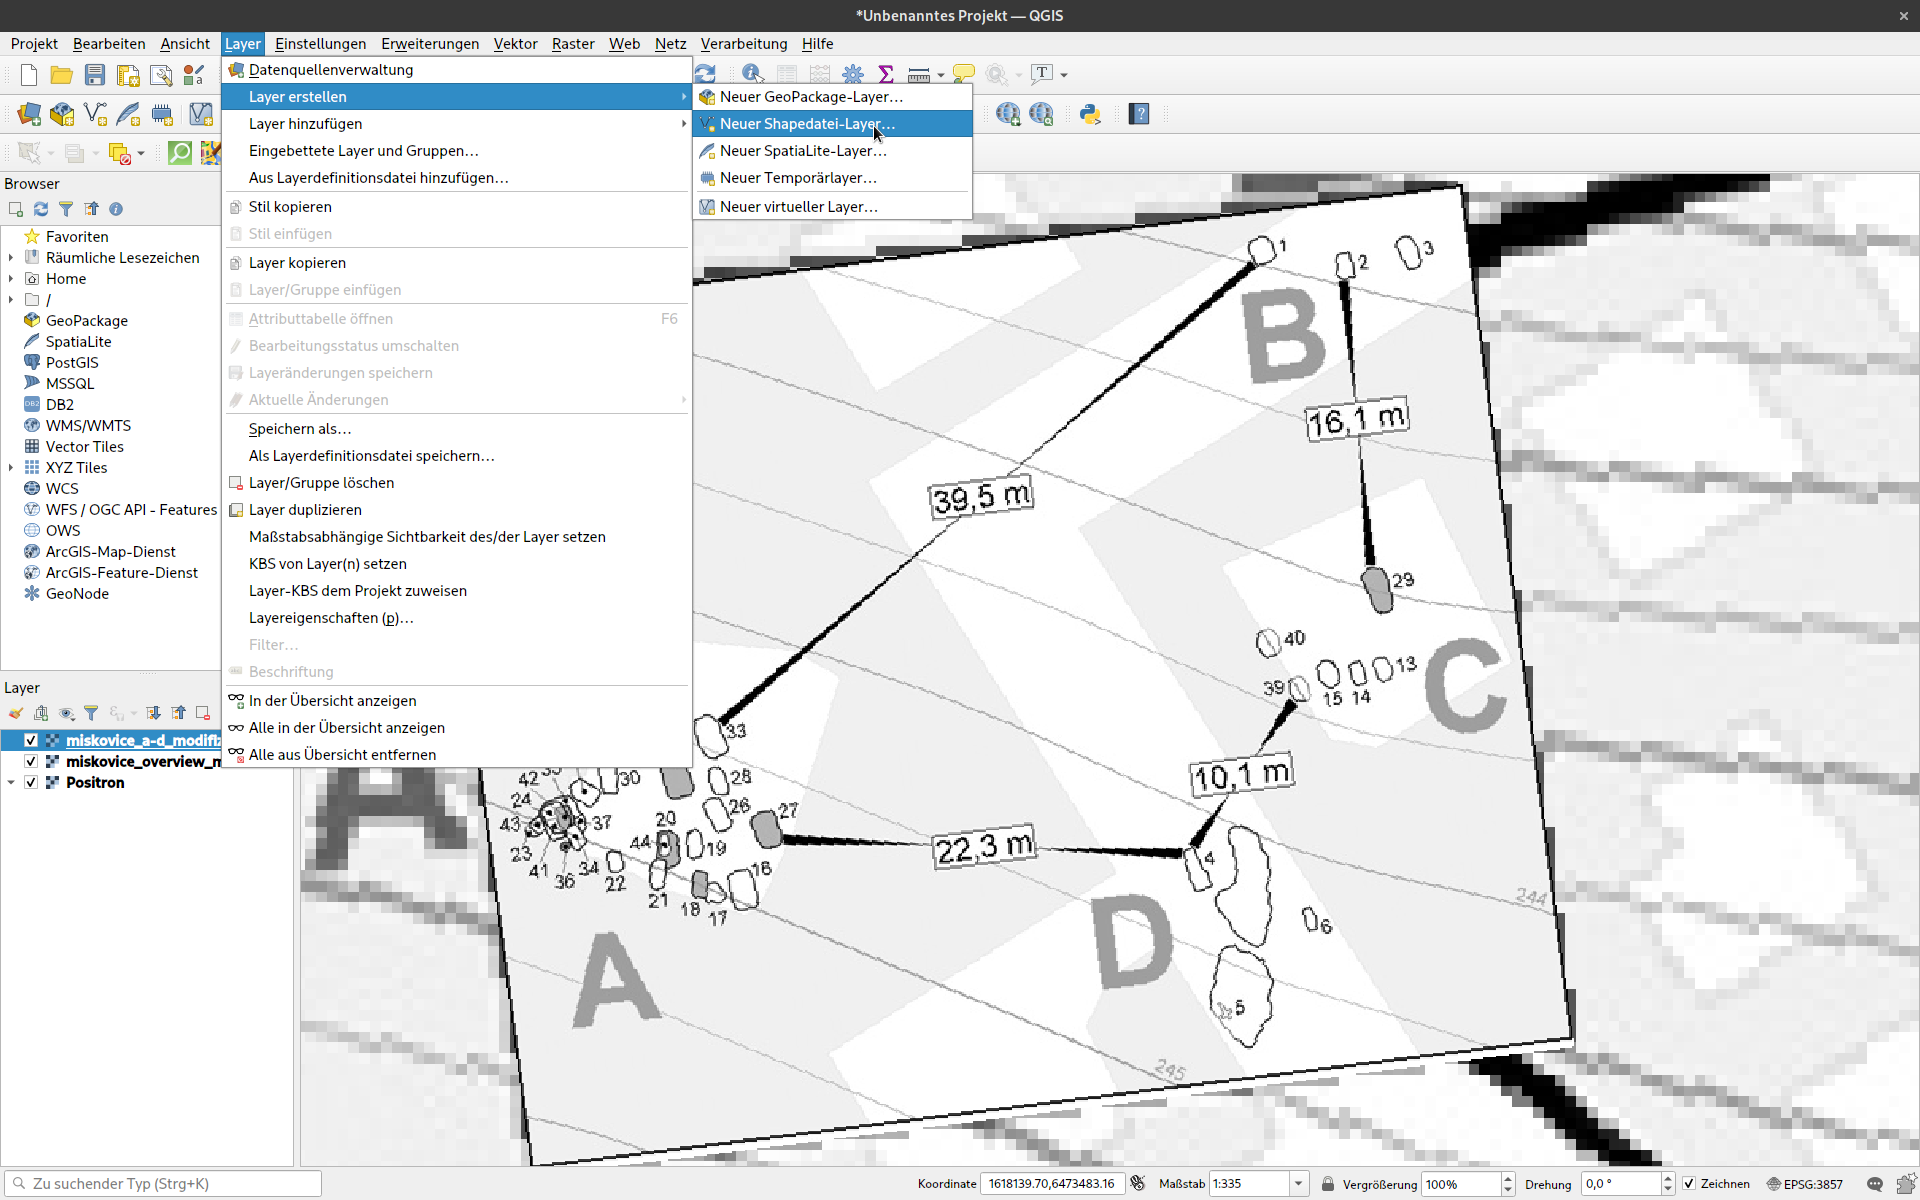 *Unbenanntes Projekt — QGIS
Projekt Bearbeiten Ansicht Layer Einstellungen Erweiterungen Vektor Raster Web Netz Verarbeitung Hilfe
Datenquellenverwaltung
Layer erstellen
Layer hinzufügen
Eingebettete Layer und Gruppen…
Aus Layerdefinitionsdatei hinzufügen…
Stil kopieren
Stil einfügen
Layer kopieren
Layer/Gruppe einfügen
Attributtabelle öffnen F6
Bearbeitungsstatus umschalten
Layeränderungen speichern
Aktuelle Änderungen
Speichern als…
Als Layerdefinitionsdatei speichern…
Layer/Gruppe löschen
Layer duplizieren
Maßstabsabhängige Sichtbarkeit des/der Layer setzen
KBS von Layer(n) setzen
Layer-KBS dem Projekt zuweisen
Layereigenschaften (p)…
Filter…
Beschriftung
In der Übersicht anzeigen
Alle in der Übersicht anzeigen
Alle aus Übersicht entfernen
Neuer GeoPackage-Layer…
Neuer Shapedatei-Layer…
Neuer SpatiaLite-Layer…
Neuer Temporärlayer…
Neuer virtueller Layer…
Browser
Favoriten
Räumliche Lesezeichen
Home
/
GeoPackage
SpatiaLite
PostGIS
MSSQL
DB2
WMS/WMTS
Vector Tiles
XYZ Tiles
WCS
WFS / OGC API - Features
OWS
ArcGIS-Map-Dienst
ArcGIS-Feature-Dienst
GeoNode
Layer
miskovice_a-d_modifi
miskovice_overview_m
Positron
1
2
3
B
16,1 m
39,5 m
29
40
39
15
14
13
C
33
10,1 m
42
30
28
24
26
27
43
37
20
44
19
22,3 m
4
23
41
36
34
22
21
18
17
16
244
6
D
A
A
5
245
Zu suchender Typ (Strg+K)
Koordinate 1618139.70,6473483.16 Maßstab 1:335 Vergrößerung 100% Drehung 0,0 ° Zeichnen EPSG:3857